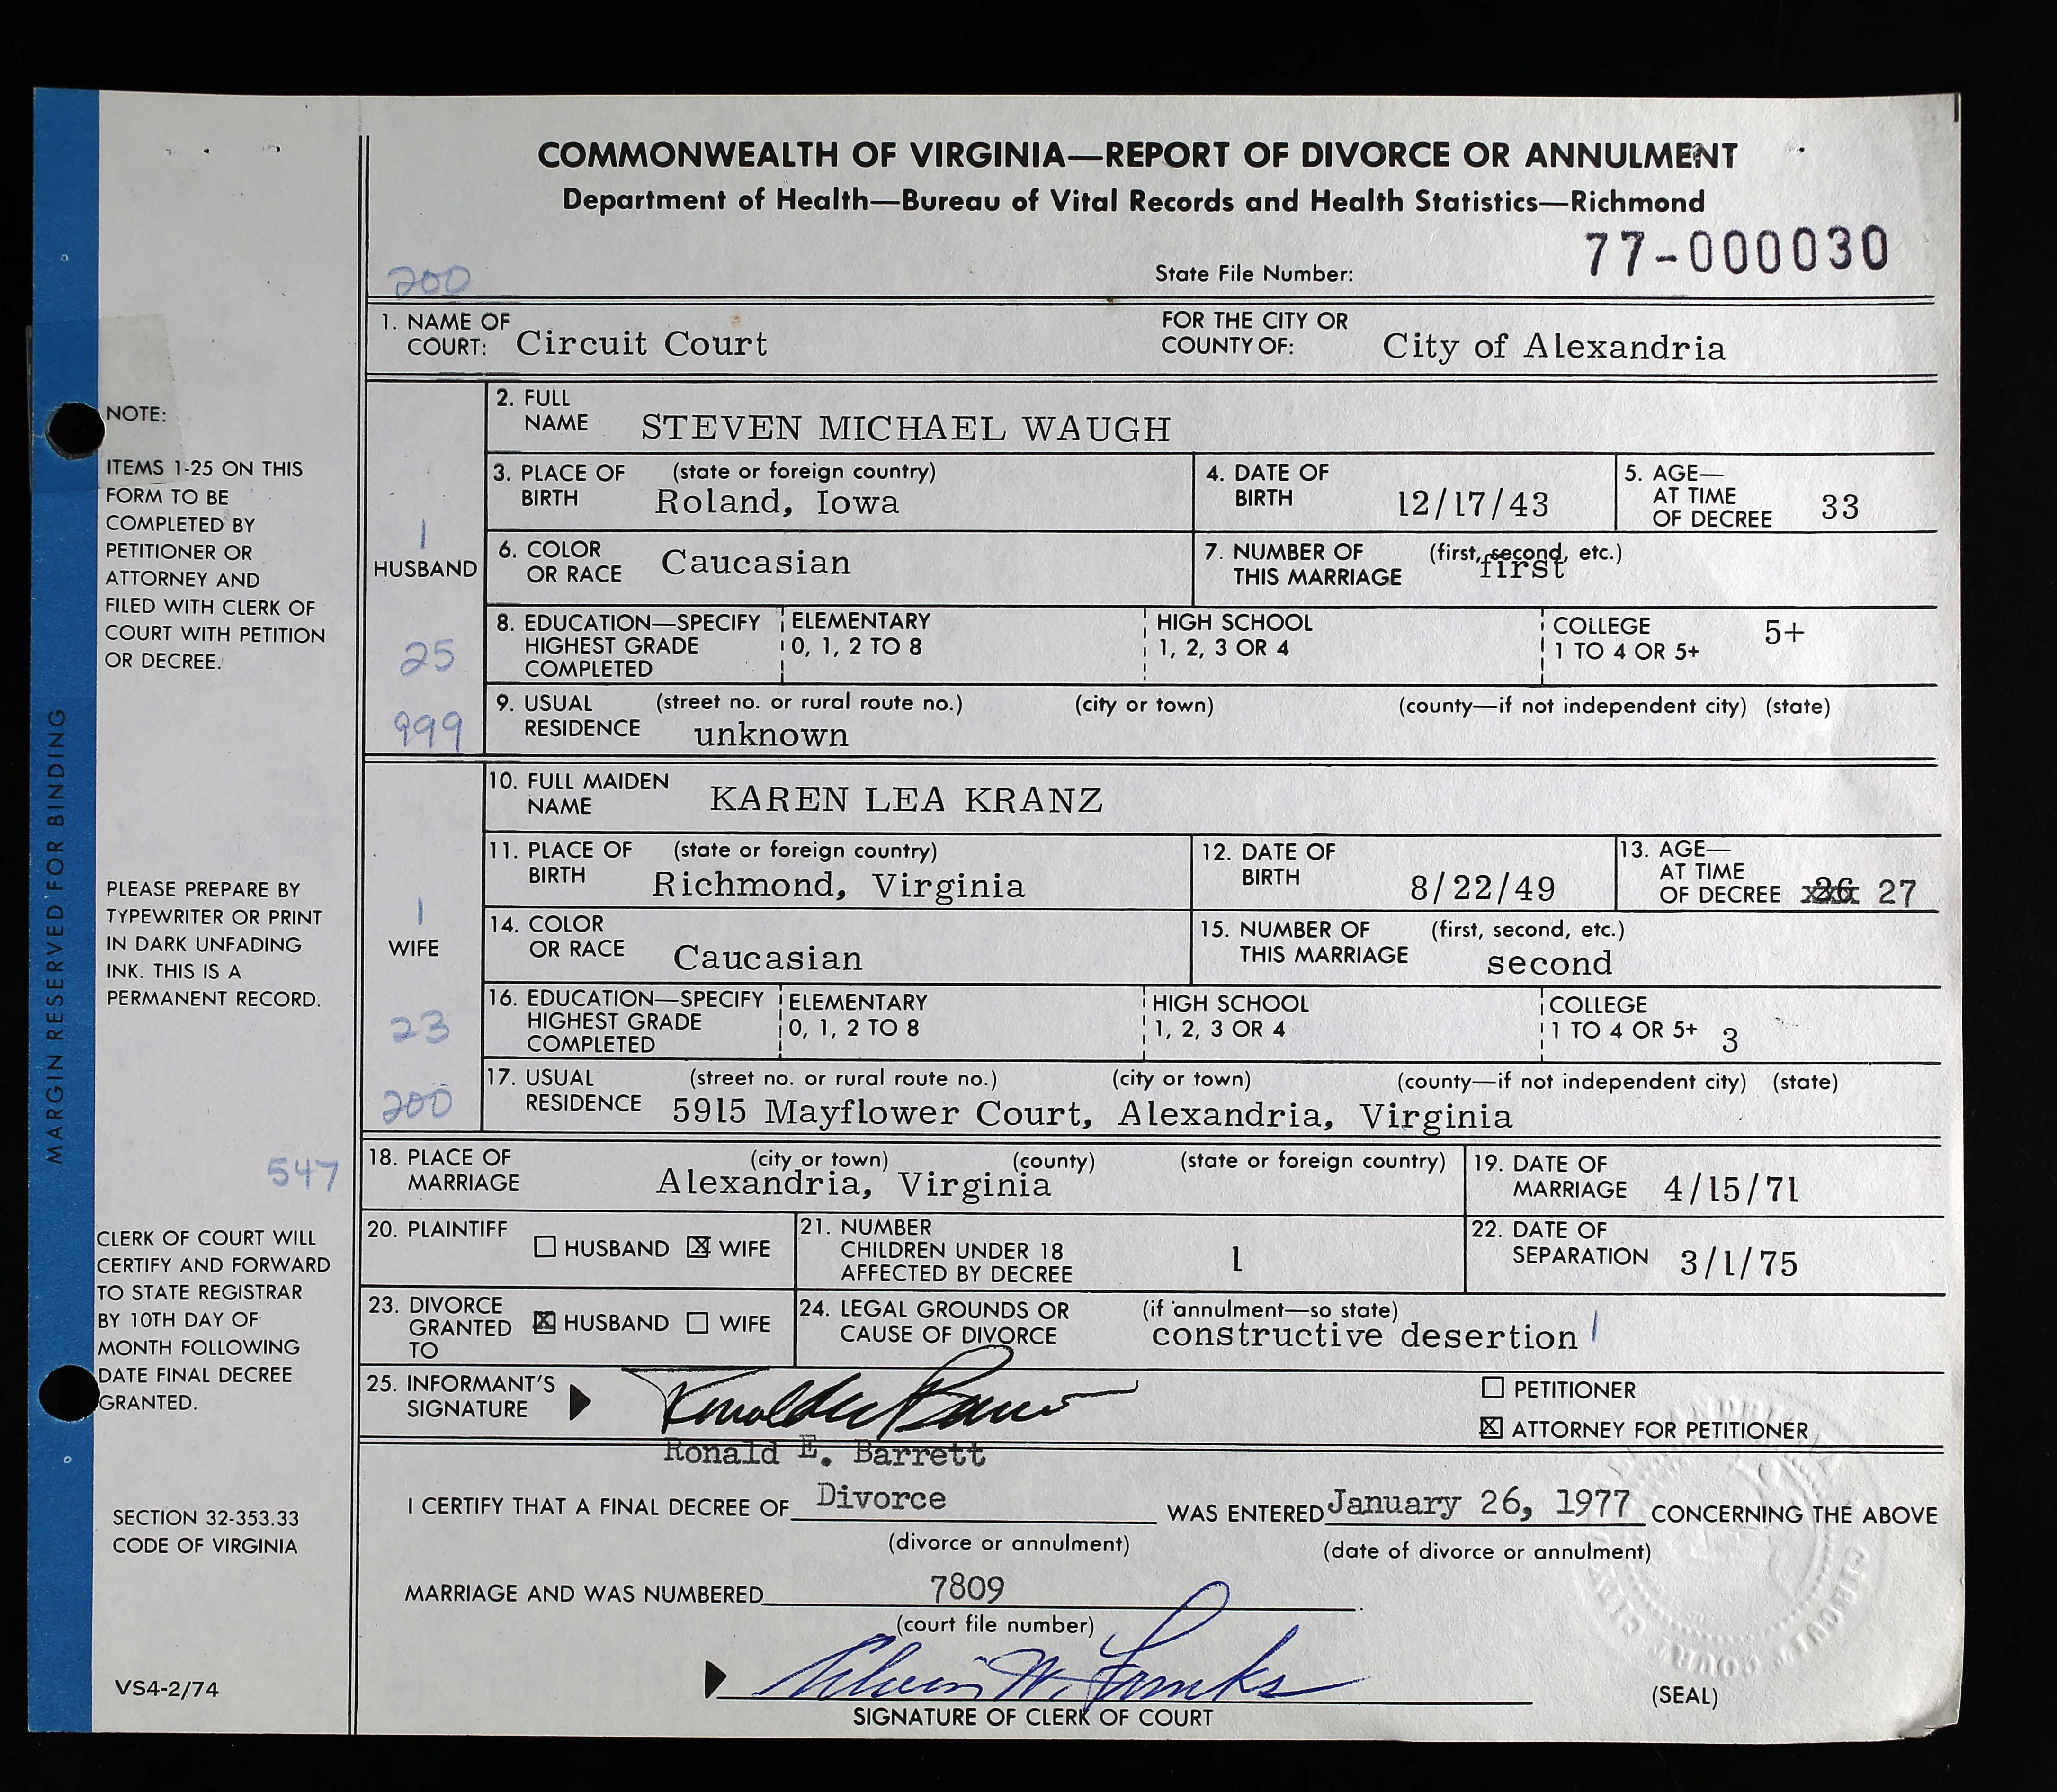 COMMONWEALTH OF VIRGINIA—REPORT OF DIVORCE OR ANNULMENT
Department of Health—Bureau of Vital Records and Health Statistics—Richmond
77-000030
200
State File Number:
1. NAME OF COURT: Circuit Court FOR THE CITY OR COUNTY OF: City of Alexandria
2. FULL NAME STEVEN MICHAEL WAUGH
3. PLACE OF BIRTH (state or foreign country) Roland, Iowa 4. DATE OF BIRTH 12/17/43 5. AGE— AT TIME OF DECREE 33
1
HUSBAND
6. COLOR OR RACE Caucasian 7. NUMBER OF THIS MARRIAGE (first, second, etc.) first
8. EDUCATION—SPECIFY HIGHEST GRADE COMPLETED ELEMENTARY 0, 1, 2 TO 8 HIGH SCHOOL 1, 2, 3 OR 4 COLLEGE 1 TO 4 OR 5+ 5+
25
9. USUAL RESIDENCE (street no. or rural route no.) (city or town) (county—if not independent city) (state)
999 unknown
10. FULL MAIDEN NAME KAREN LEA KRANZ
11. PLACE OF BIRTH (state or foreign country) Richmond, Virginia 12. DATE OF BIRTH 8/22/49 13. AGE— AT TIME OF DECREE 26 27
1
WIFE
14. COLOR OR RACE Caucasian 15. NUMBER OF THIS MARRIAGE (first, second, etc.) second
16. EDUCATION—SPECIFY HIGHEST GRADE COMPLETED ELEMENTARY 0, 1, 2 TO 8 HIGH SCHOOL 1, 2, 3 OR 4 COLLEGE 1 TO 4 OR 5+ 3
23
17. USUAL RESIDENCE (street no. or rural route no.) (city or town) (county—if not independent city) (state)
200 5915 Mayflower Court, Alexandria, Virginia
547
18. PLACE OF MARRIAGE (city or town) (county) (state or foreign country) Alexandria, Virginia 19. DATE OF MARRIAGE 4/15/71
20. PLAINTIFF HUSBAND X WIFE 21. NUMBER CHILDREN UNDER 18 AFFECTED BY DECREE 1 22. DATE OF SEPARATION 3/1/75
23. DIVORCE GRANTED TO X HUSBAND WIFE 24. LEGAL GROUNDS OR CAUSE OF DIVORCE (if annulment—so state) constructive desertion 1
25. INFORMANT'S SIGNATURE
PETITIONER
X ATTORNEY FOR PETITIONER
Ronald E. Barrett
I CERTIFY THAT A FINAL DECREE OF Divorce WAS ENTERED January 26, 1977 CONCERNING THE ABOVE
(divorce or annulment) (date of divorce or annulment)
MARRIAGE AND WAS NUMBERED 7809
(court file number)
SIGNATURE OF CLERK OF COURT
(SEAL)
CIRCUIT COURT CITY
MARGIN RESERVED FOR BINDING
NOTE:
ITEMS 1-25 ON THIS
FORM TO BE
COMPLETED BY
PETITIONER OR
ATTORNEY AND
FILED WITH CLERK OF
COURT WITH PETITION
OR DECREE.
PLEASE PREPARE BY
TYPEWRITER OR PRINT
IN DARK UNFADING
INK. THIS IS A
PERMANENT RECORD.
CLERK OF COURT WILL
CERTIFY AND FORWARD
TO STATE REGISTRAR
BY 10TH DAY OF
MONTH FOLLOWING
DATE FINAL DECREE
GRANTED.
SECTION 32-353.33
CODE OF VIRGINIA
VS4-2/74